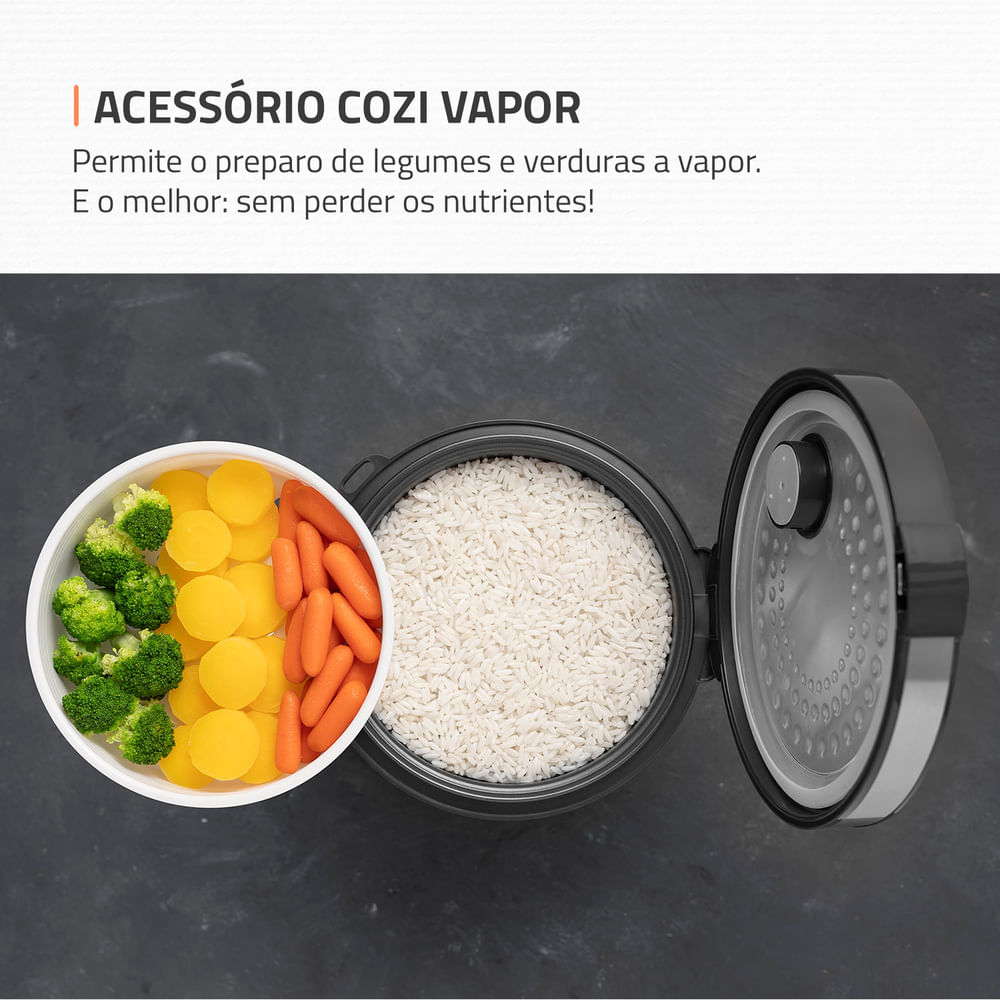 ACESSÓRIO COZI VAPOR
Permite o preparo de legumes e verduras a vapor.
E o melhor: sem perder os nutrientes!